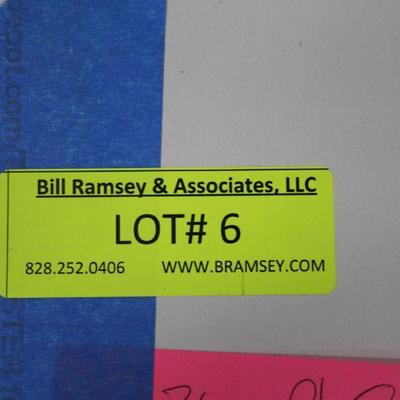 Bill Ramsey & Associates, LLC
LOT# 6
828.252.0406 WWW.BRAMSEY.COM